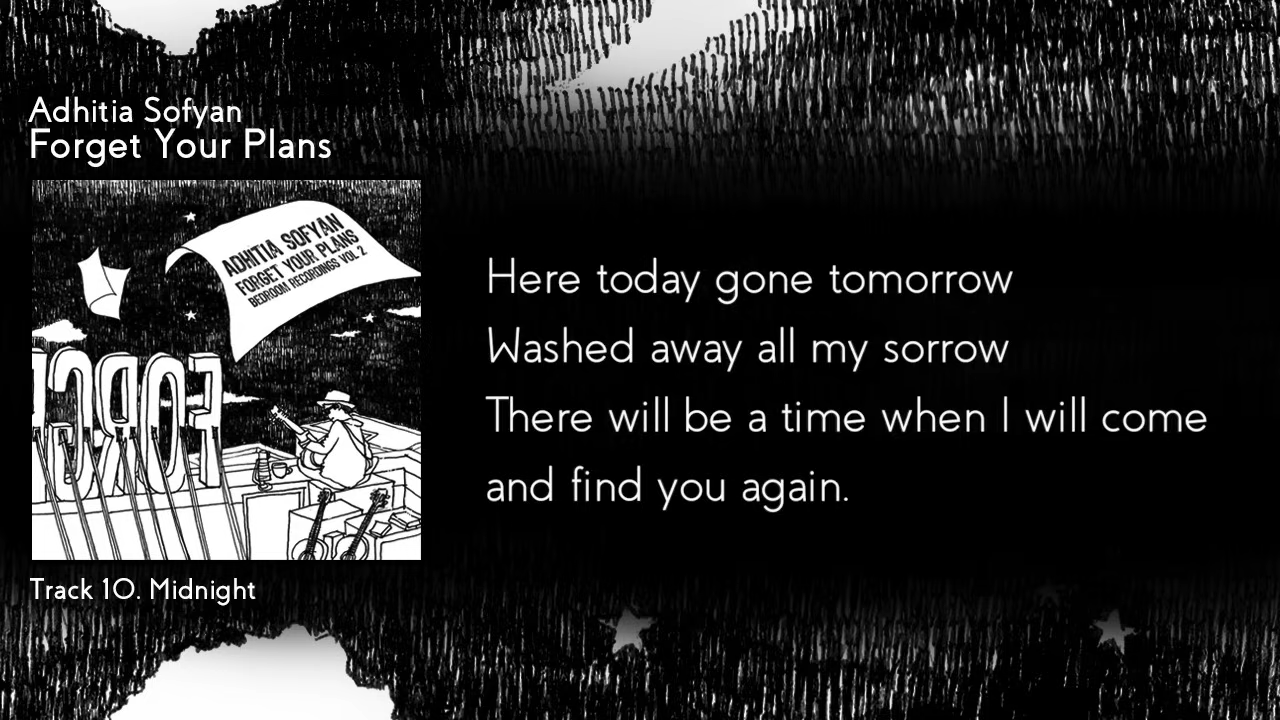 Adhitia Sofyan
Forget Your Plans
ADHITIA SOFYAN
FORGET YOUR PLANS
BEDROOM RECORDINGS VOL 2
FORG
Here today gone tomorrow
Washed away all my sorrow
There will be a time when I will come
and find you again.
Track 10. Midnight